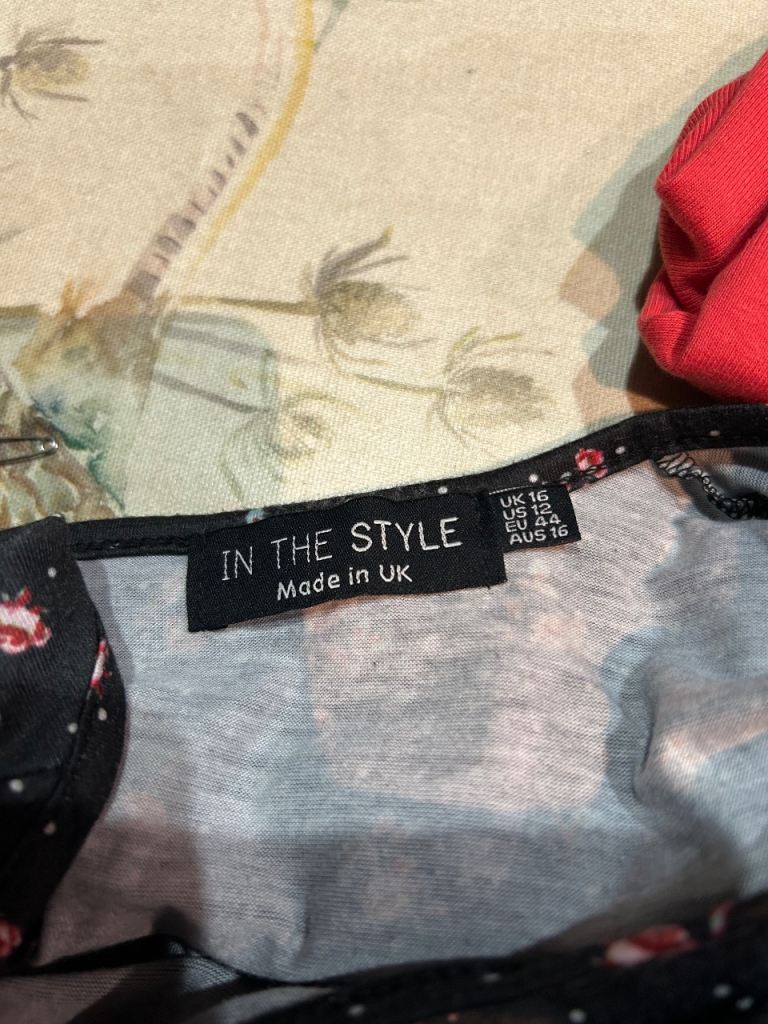 IN THE STYLE
Made in UK
UK 16
US 12
EU 44
AUS 16